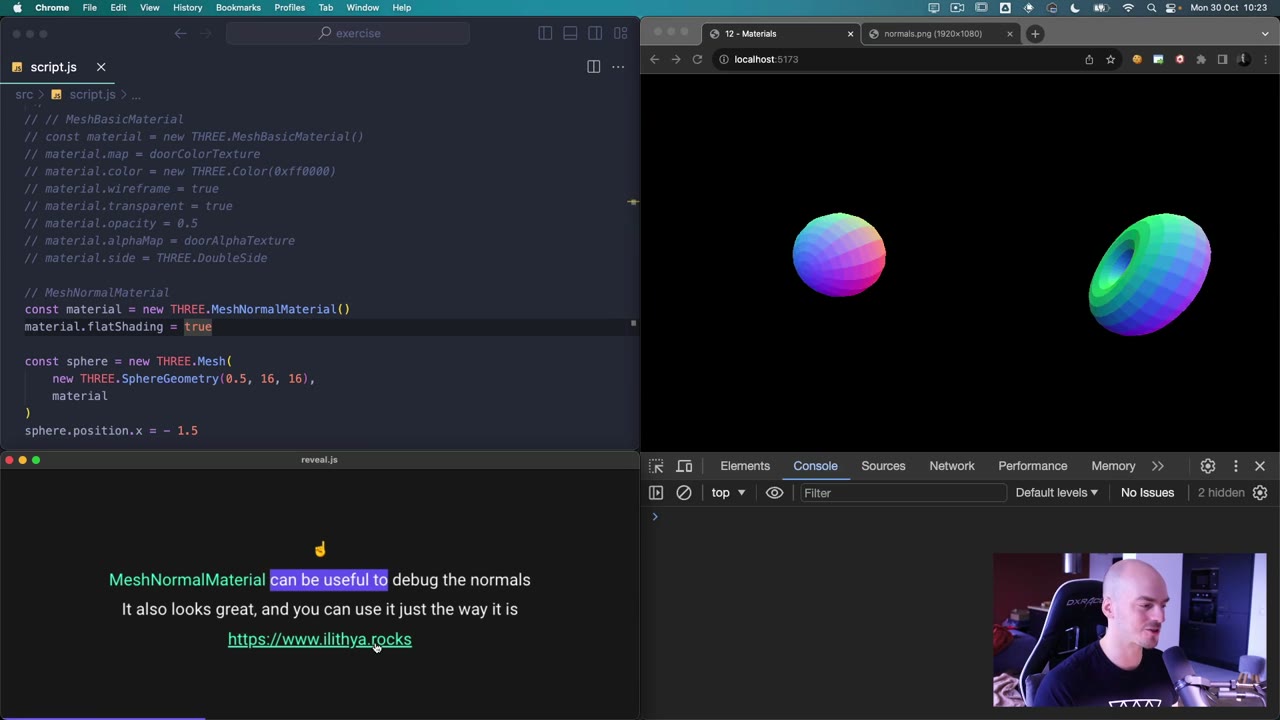 Chrome File Edit View History Bookmarks Profiles Tab Window Help
Mon 30 Oct 10:23
exercise
script.js
src > script.js > ...
// // MeshBasicMaterial
// const material = new THREE.MeshBasicMaterial()
// material.map = doorColorTexture
// material.color = new THREE.Color(0xff0000)
// material.wireframe = true
// material.transparent = true
// material.opacity = 0.5
// material.alphaMap = doorAlphaTexture
// material.side = THREE.DoubleSide
// MeshNormalMaterial
const material = new THREE.MeshNormalMaterial()
material.flatShading = true
const sphere = new THREE.Mesh(
new THREE.SphereGeometry(0.5, 16, 16),
material
)
sphere.position.x = - 1.5
12 - Materials
normals.png (1920×1080)
localhost:5173
reveal.js
☝
MeshNormalMaterial can be useful to debug the normals
It also looks great, and you can use it just the way it is
https://www.ilithya.rocks
Elements Console Sources Network Performance Memory
top Filter Default levels No Issues 2 hidden
DXRACER